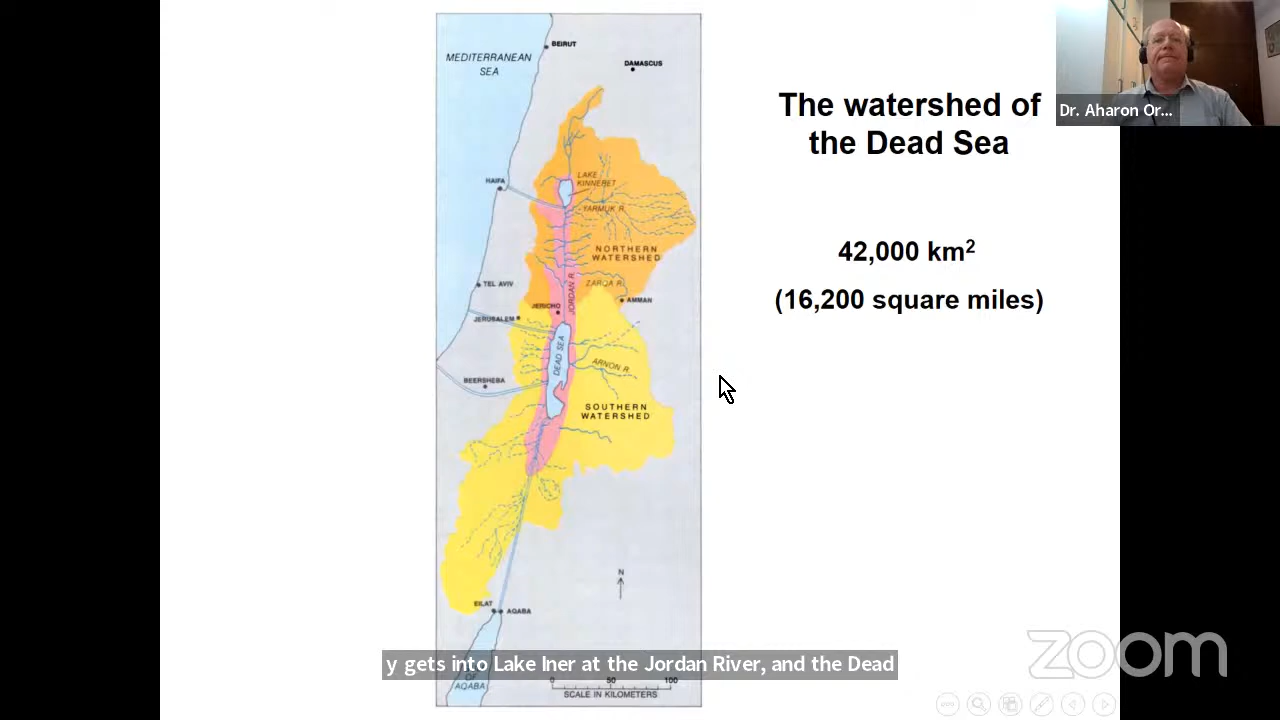 BEIRUT
MEDITERRANEAN
SEA
DAMASCUS
The watershed of
the Dead Sea
Dr. Aharon Or...
HAIFA
LAKE
KINNERET
YARMUK R.
NORTHERN
WATERSHED
42,000 km²
(16,200 square miles)
TEL AVIV
ZARQA R.
JORDAN R.
AMMAN
JERICHO
JERUSALEM
DEAD SEA
ARNON R.
BEERSHEBA
SOUTHERN
WATERSHED
N
EILAT
AQABA
y gets into Lake Iner at the Jordan River, and the Dead
OF
AQABA
50
100
SCALE IN KILOMETERS
zoom